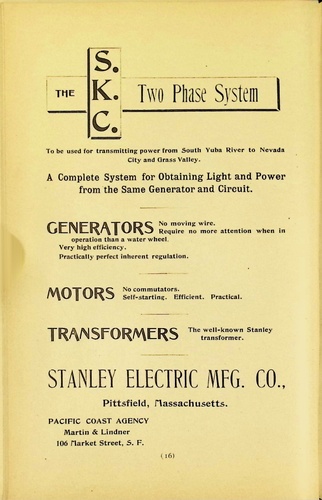 THE S.K.C. Two Phase System
To be used for transmitting power from South Yuba River to Nevada
City and Grass Valley.
A Complete System for Obtaining Light and Power
from the Same Generator and Circuit.
GENERATORS No moving wire.
Require no more attention when in
operation than a water wheel.
Very high efficiency.
Practically perfect inherent regulation.
MOTORS No commutators.
Self-starting. Efficient. Practical.
TRANSFORMERS The well-known Stanley
transformer.
STANLEY ELECTRIC MFG. CO.,
Pittsfield, Massachusetts.
PACIFIC COAST AGENCY
Martin & Lindner
106 Market Street, S. F.
(16)